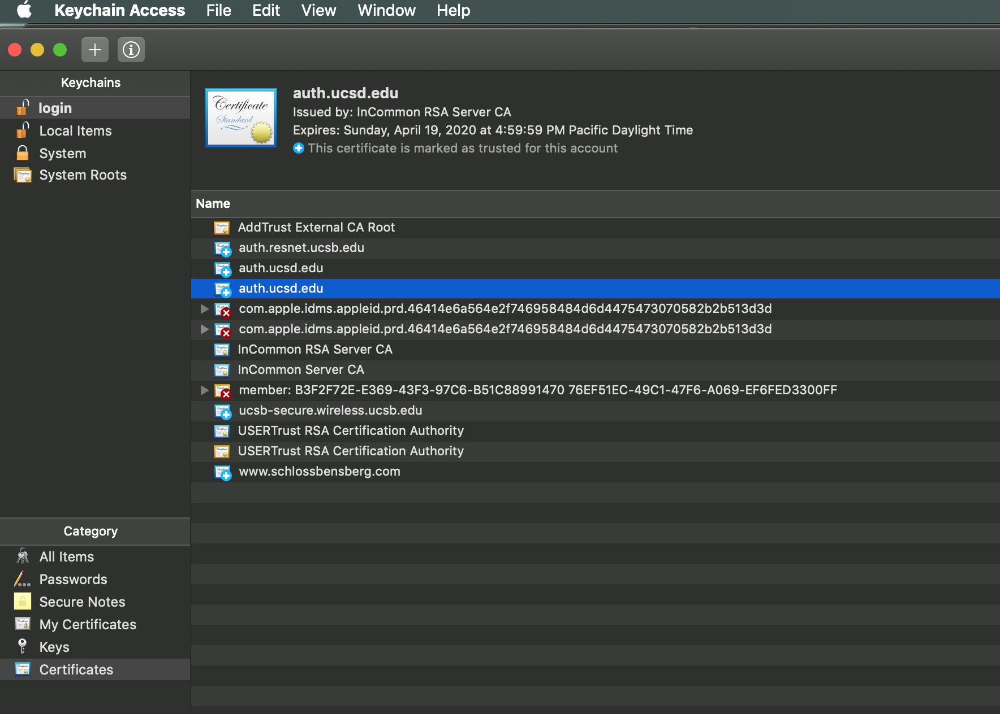 Keychain Access File Edit View Window Help
Keychains
login
Local Items
System
System Roots
Certificate
Standard
auth.ucsd.edu
Issued by: InCommon RSA Server CA
Expires: Sunday, April 19, 2020 at 4:59:59 PM Pacific Daylight Time
This certificate is marked as trusted for this account
Name
AddTrust External CA Root
auth.resnet.ucsb.edu
auth.ucsd.edu
auth.ucsd.edu
com.apple.idms.appleid.prd.46414e6a564e2f746958484d6d4475473070582b2b513d3d
com.apple.idms.appleid.prd.46414e6a564e2f746958484d6d4475473070582b2b513d3d
InCommon RSA Server CA
InCommon Server CA
member: B3F2F72E-E369-43F3-97C6-B51C88991470 76EF51EC-49C1-47F6-A069-EF6FED3300FF
ucsb-secure.wireless.ucsb.edu
USERTrust RSA Certification Authority
USERTrust RSA Certification Authority
www.schlossbensberg.com
Category
All Items
Passwords
Secure Notes
My Certificates
Keys
Certificates